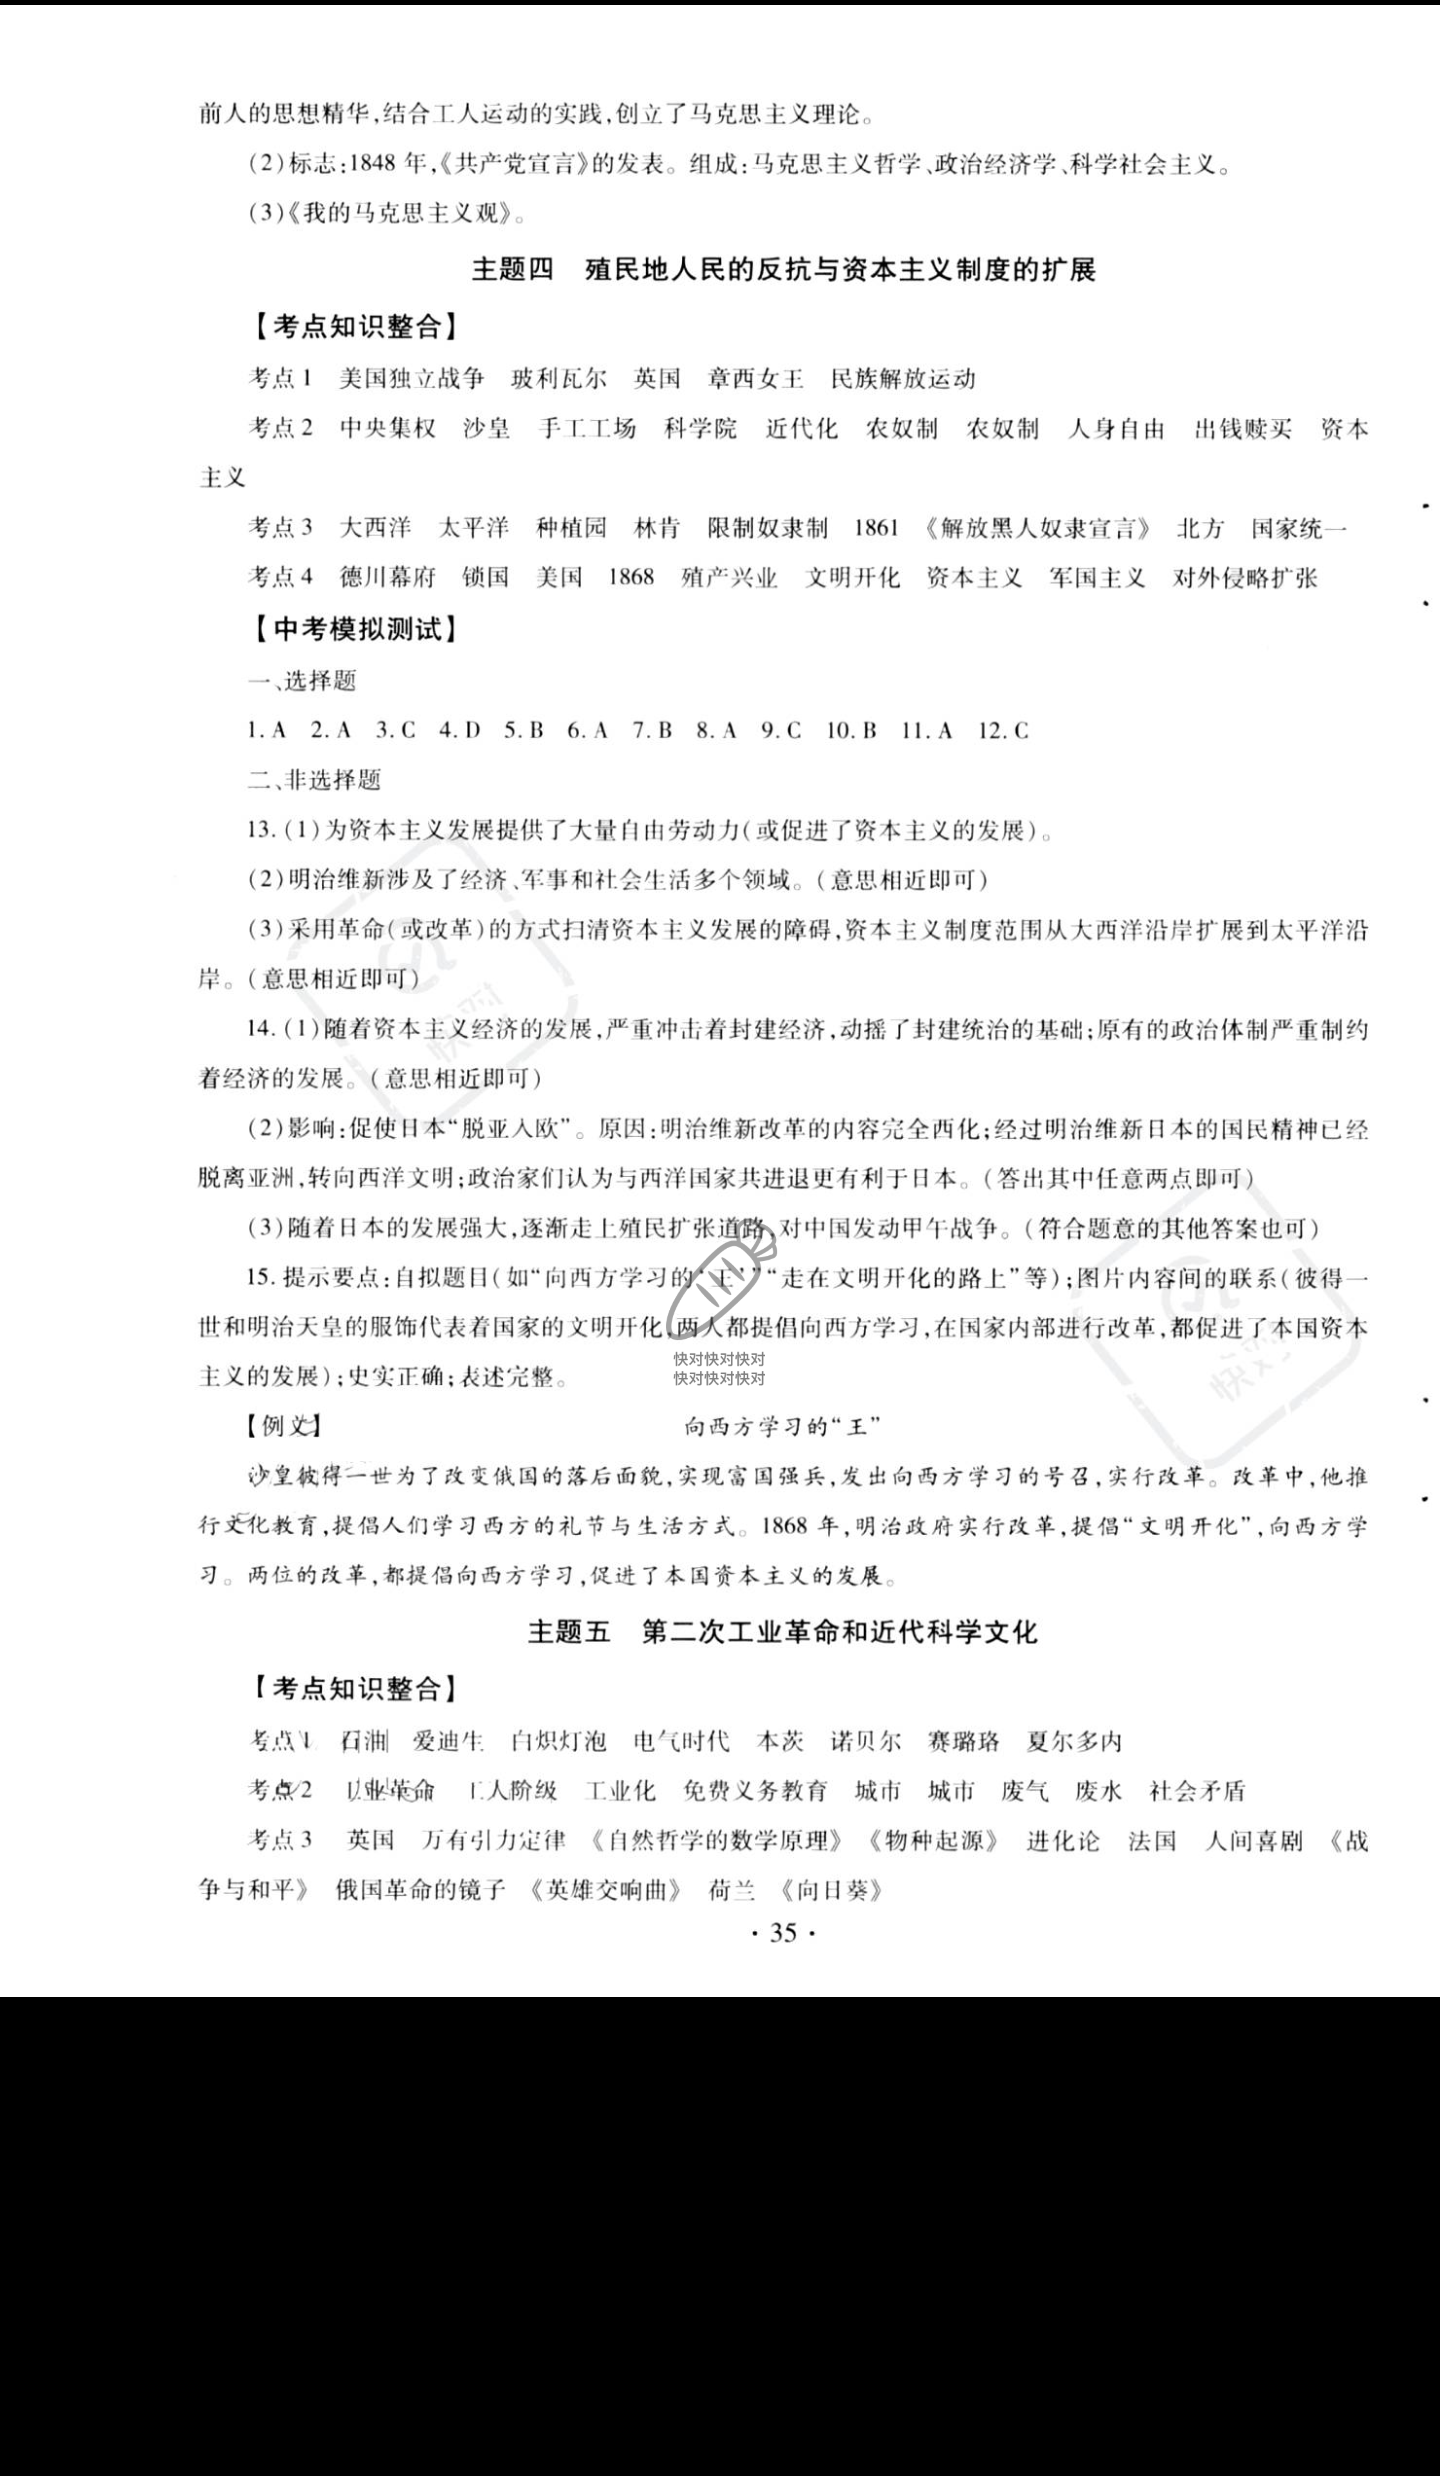 前人的思想精华,结合工人运动的实践,创立了马克思主义理论。
(2)标志:1848 年,《共产党宣言》的发表。组成:马克思主义哲学、政治经济学、科学社会主义。
(3)《我的马克思主义观》。
主题四 殖民地人民的反抗与资本主义制度的扩展
【考点知识整合】
考点 1 美国独立战争 玻利瓦尔 英国 章西女王 民族解放运动
考点 2 中央集权 沙皇 手工工场 科学院 近代化 农奴制 农奴制 人身自由 出钱赎买 资本
主义
考点 3 大西洋 太平洋 种植园 林肯 限制奴隶制 1861 《解放黑人奴隶宣言》 北方 国家统一
考点 4 德川幕府 锁国 美国 1868 殖产兴业 文明开化 资本主义 军国主义 对外侵略扩张
【中考模拟测试】
一、选择题
1. A 2. A 3. C 4. D 5. B 6. A 7. B 8. A 9. C 10. B 11. A 12. C
二、非选择题
13. (1)为资本主义发展提供了大量自由劳动力(或促进了资本主义的发展)。
(2)明治维新涉及了经济、军事和社会生活多个领域。(意思相近即可)
(3)采用革命(或改革)的方式扫清资本主义发展的障碍,资本主义制度范围从大西洋沿岸扩展到太平洋沿
岸。(意思相近即可)
14. (1)随着资本主义经济的发展,严重冲击着封建经济,动摇了封建统治的基础;原有的政治体制严重制约
着经济的发展。(意思相近即可)
(2)影响:促使日本“脱亚入欧”。原因:明治维新改革的内容完全西化;经过明治维新日本的国民精神已经
脱离亚洲,转向西洋文明;政治家们认为与西洋国家共进退更有利于日本。(答出其中任意两点即可)
(3)随着日本的发展强大,逐渐走上殖民扩张道路,对中国发动甲午战争。(符合题意的其他答案也可)
15. 提示要点:自拟题目(如“向西方学习的‘王’”“走在文明开化的路上”等);图片内容间的联系(彼得一
世和明治天皇的服饰代表着国家的文明开化,两人都提倡向西方学习,在国家内部进行改革,都促进了本国资本
主义的发展);史实正确;表述完整。
快对快对快对
快对快对快对
【例文】 向西方学习的“王”
沙皇彼得一世为了改变俄国的落后面貌,实现富国强兵,发出向西方学习的号召,实行改革。改革中,他推
行文化教育,提倡人们学习西方的礼节与生活方式。1868 年,明治政府实行改革,提倡“文明开化”,向西方学
习。两位的改革,都提倡向西方学习,促进了本国资本主义的发展。
主题五 第二次工业革命和近代科学文化
【考点知识整合】
考点 1 石油 爱迪生 白炽灯泡 电气时代 本茨 诺贝尔 赛璐珞 夏尔多内
考点 2 工业革命 工人阶级 工业化 免费义务教育 城市 城市 废气 废水 社会矛盾
考点 3 英国 万有引力定律 《自然哲学的数学原理》 《物种起源》 进化论 法国 人间喜剧 《战
争与和平》 俄国革命的镜子 《英雄交响曲》 荷兰 《向日葵》
· 35 ·
快对
快对